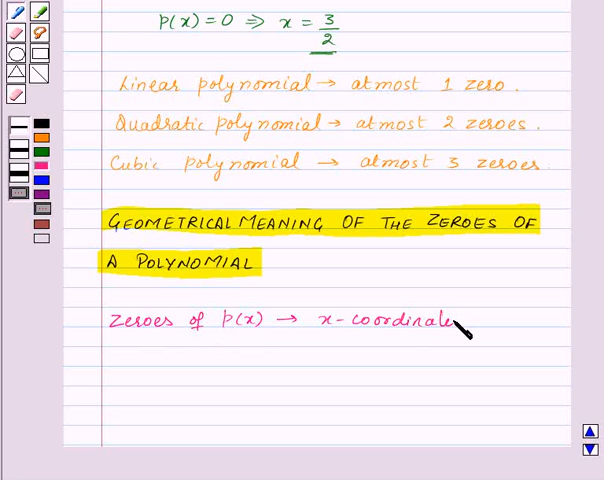 p(x) = 0 ⇒ x = 3/2
Linear polynomial → atmost 1 zero.
Quadratic polynomial → atmost 2 zeroes.
Cubic polynomial → atmost 3 zeroes.
GEOMETRICAL MEANING OF THE ZEROES OF
A POLYNOMIAL
Zeroes of p(x) → x-coordinate